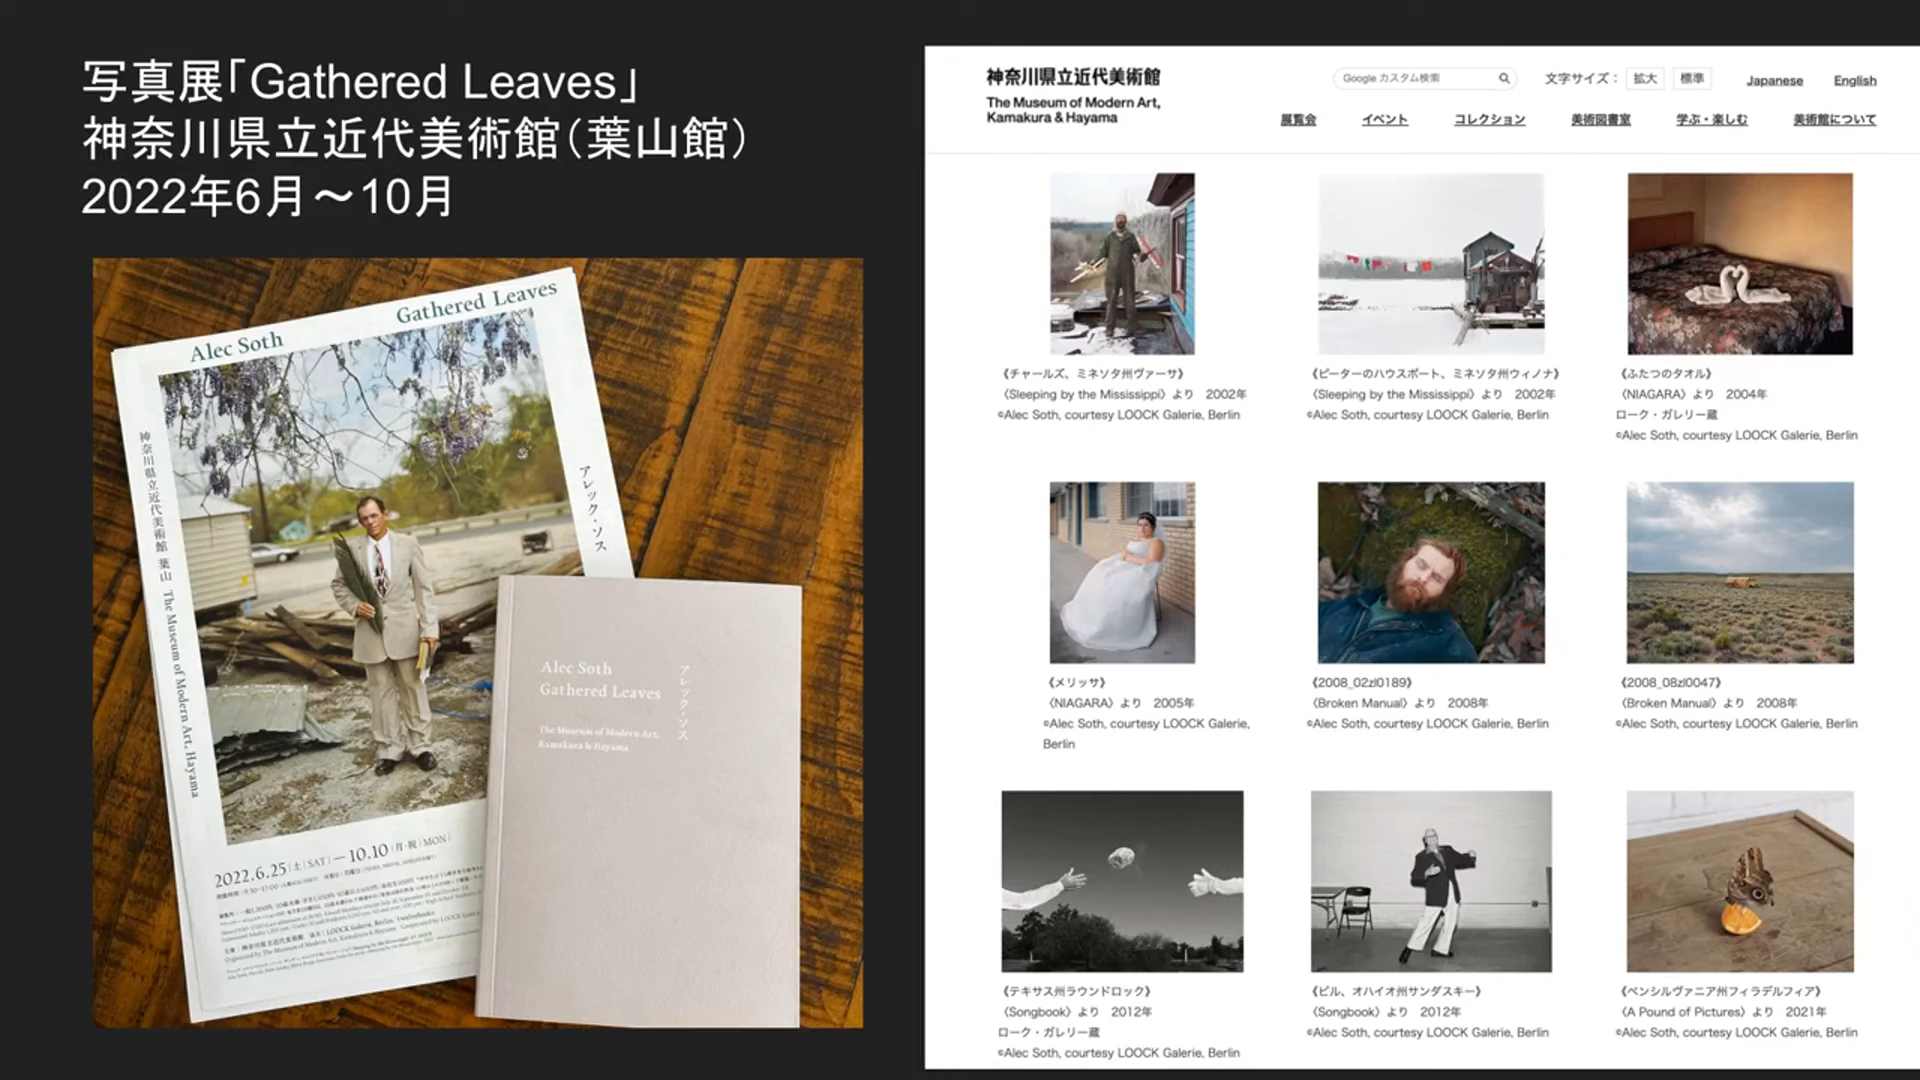 写真展「Gathered Leaves」
神奈川県立近代美術館（葉山館）
2022年6月～10月
Alec Soth
Gathered Leaves
神奈川県立近代美術館 葉山 The Museum of Modern Art, Hayama
アレック・ソス
2022.6.25|土|SAT|—10.10|月・祝|MON|
Alec Soth
Gathered Leaves
アレック・ソス
The Museum of Modern Art,
Kamakura & Hayama
神奈川県立近代美術館
The Museum of Modern Art,
Kamakura & Hayama
Google カスタム検索
文字サイズ： 拡大 標準 Japanese English
展覧会 イベント コレクション 美術図書室 学ぶ・楽しむ 美術館について
《チャールズ、ミネソタ州ヴァーサ》
〈Sleeping by the Mississippi〉より 2002年
©Alec Soth, courtesy LOOCK Galerie, Berlin
《ピーターのハウスボート、ミネソタ州ウィノナ》
〈Sleeping by the Mississippi〉より 2002年
©Alec Soth, courtesy LOOCK Galerie, Berlin
《ふたつのタオル》
〈NIAGARA〉より 2004年
ローク・ガレリー蔵
©Alec Soth, courtesy LOOCK Galerie, Berlin
《メリッサ》
〈NIAGARA〉より 2005年
©Alec Soth, courtesy LOOCK Galerie,
Berlin
《2008_02zl0189》
〈Broken Manual〉より 2008年
©Alec Soth, courtesy LOOCK Galerie, Berlin
《2008_08zl0047》
〈Broken Manual〉より 2008年
©Alec Soth, courtesy LOOCK Galerie, Berlin
《テキサス州ラウンドロック》
〈Songbook〉より 2012年
ローク・ガレリー蔵
©Alec Soth, courtesy LOOCK Galerie, Berlin
《ビル、オハイオ州サンダスキー》
〈Songbook〉より 2012年
©Alec Soth, courtesy LOOCK Galerie, Berlin
《ペンシルヴァニア州フィラデルフィア》
〈A Pound of Pictures〉より 2021年
©Alec Soth, courtesy LOOCK Galerie, Berlin